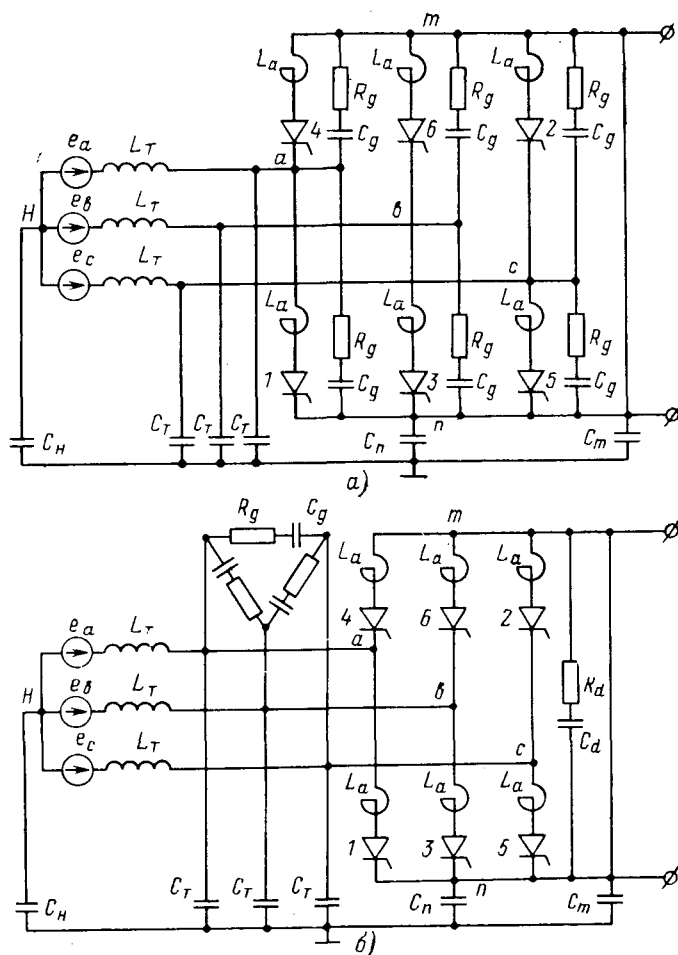 m
L_a L_a L_a
R_g R_g R_g
4 6 2
C_g C_g C_g
e_a L_T a
H e_в L_T в
e_c L_T c
L_a L_a L_a
R_g R_g R_g
1 3 5
C_g C_g C_g
n
C_н C_T C_T C_T C_n C_m
а)
R_g C_g
m
L_a L_a L_a
4 6 2
e_a L_T a
H e_в L_T в
R_d
e_c L_T c
C_d
L_a L_a L_a
1 3 5
n
C_н C_T C_T C_T C_n C_m
б)